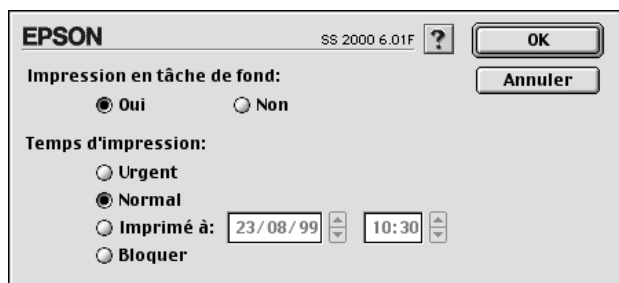 EPSON SS 2000 6.01F ? OK
Impression en tâche de fond: Annuler
Oui Non
Temps d'impression:
Urgent
Normal
Imprimé à: 23/08/99 10:30
Bloquer